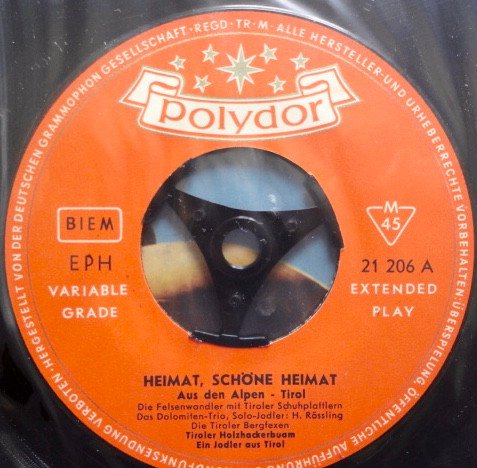 HERGESTELLT VON DER DEUTSCHEN GRAMMOPHON GESELLSCHAFT · REGD · TR · M · ALLE HERSTELLER- UND URHEBERRECHTE VORBEHALTEN · ÜBERSPIELUNG, ÖFFENTLICHE AUFFÜHRUNG VERBOTEN
Polydor
BIEM
M
45
EPH
VARIABLE
GRADE
21 206 A
EXTENDED
PLAY
HEIMAT, SCHÖNE HEIMAT
Aus den Alpen - Tirol
Die Felsenwandler mit Tiroler Schuhplattlern
Das Dolomiten-Trio, Solo-Jodler: H. Rössling
Die Tiroler Bergfexen
Tiroler Holzhackerbuam
Ein Jodler aus Tirol